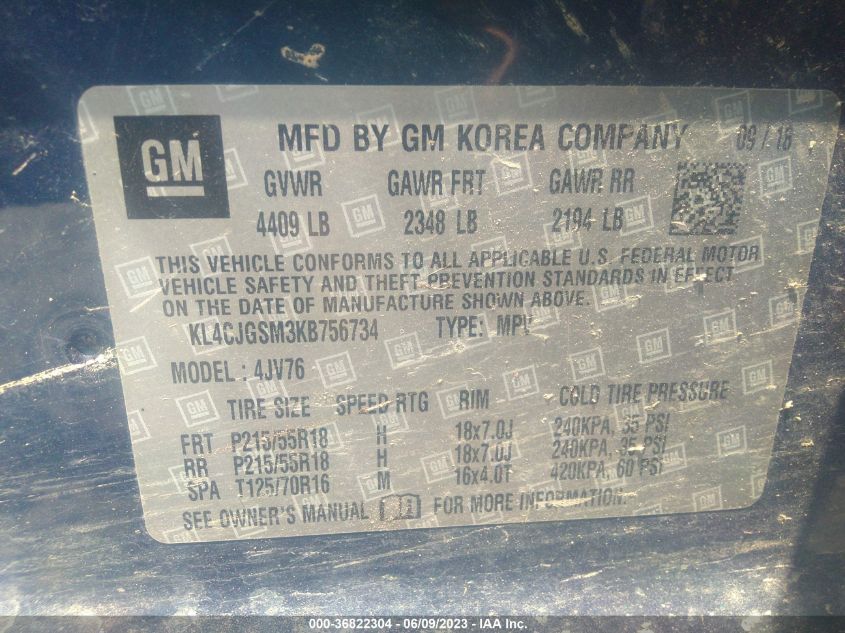 GM MFD BY GM KOREA COMPANY 09 / 18
GVWR GAWR FRT GAWR RR
4409 LB 2348 LB 2194 LB
THIS VEHICLE CONFORMS TO ALL APPLICABLE U.S. FEDERAL MOTOR
VEHICLE SAFETY AND THEFT PREVENTION STANDARDS IN EFFECT
ON THE DATE OF MANUFACTURE SHOWN ABOVE.
KL4CJGSM3KB756734 TYPE: MPV
MODEL : 4JV76
TIRE SIZE SPEED RTG RIM COLD TIRE PRESSURE
FRT P215/55R18 H 18x7.0J 240KPA, 35 PSI
RR P215/55R18 H 18x7.0J 240KPA, 35 PSI
SPA T125/70R16 M 16x4.0T 420KPA, 60 PSI
SEE OWNER'S MANUAL FOR MORE INFORMATION.
000-36822304 - 06/09/2023 - IAA Inc.